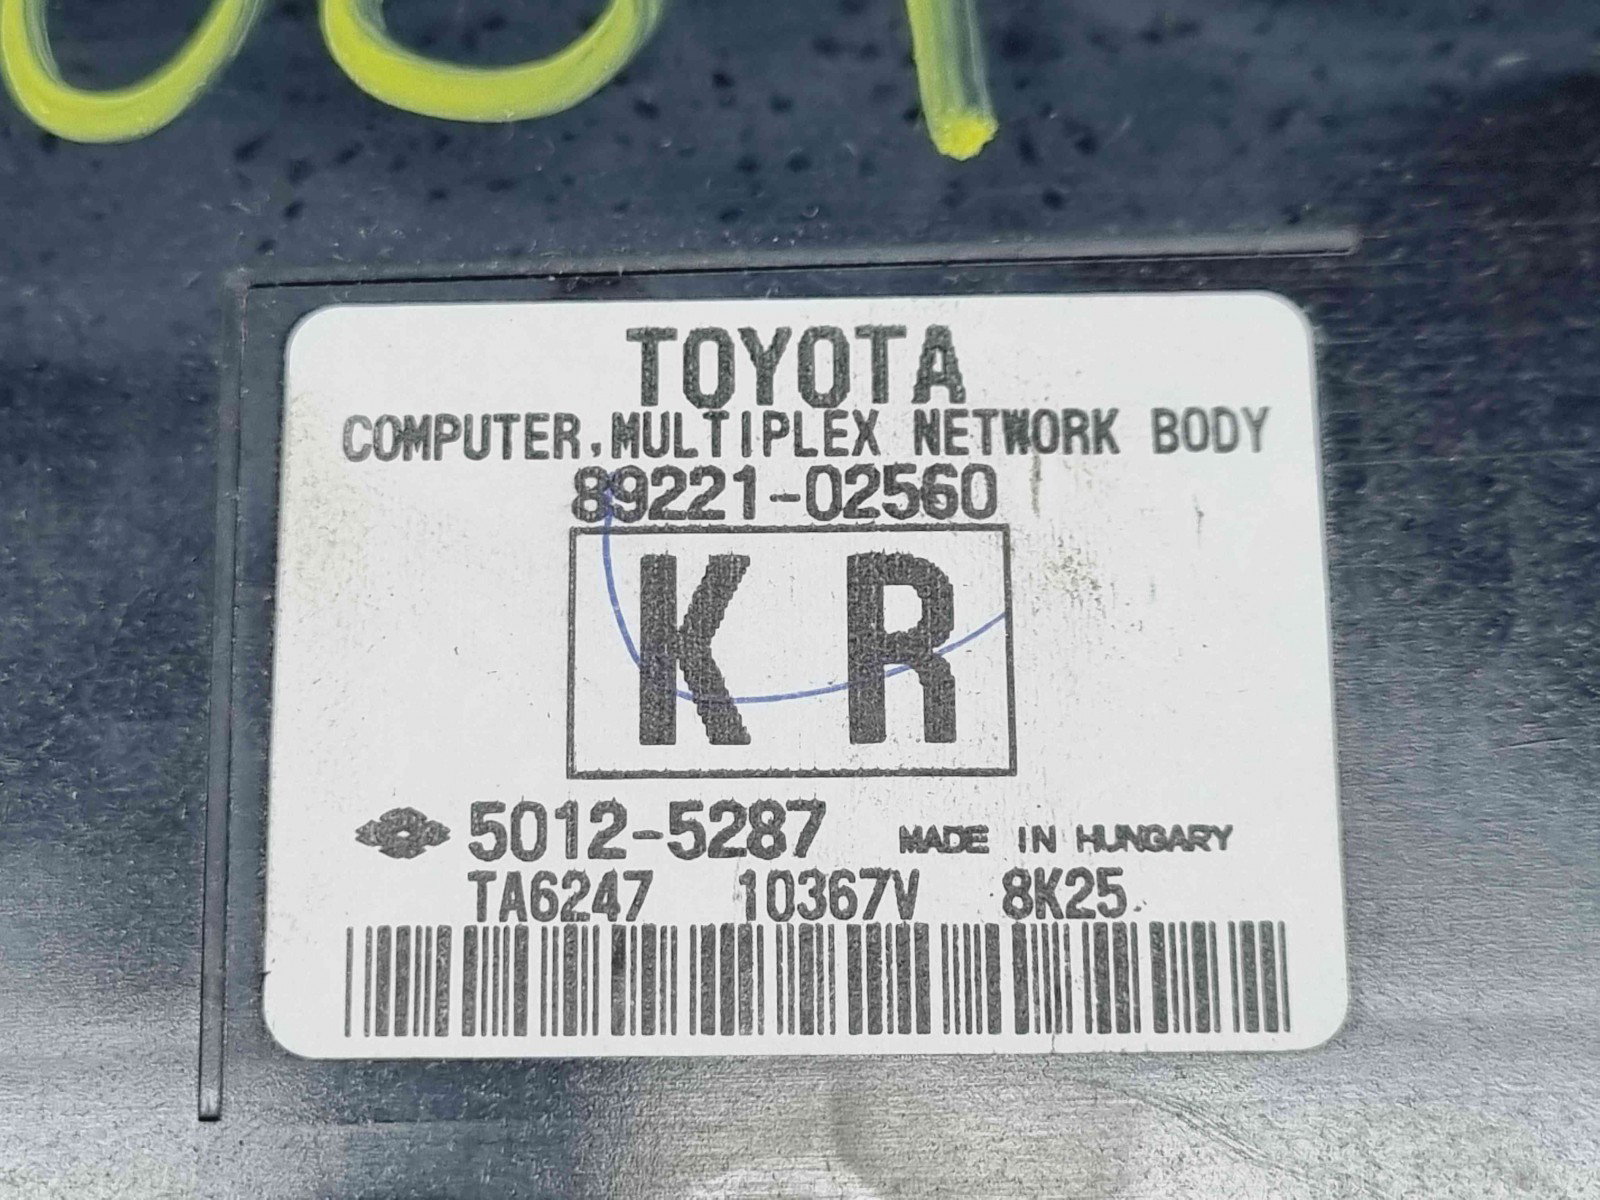 TOYOTA
COMPUTER, MULTIPLEX NETWORK BODY
89221-02560
K R
5012-5287 MADE IN HUNGARY
TA6247 10367V 8K25